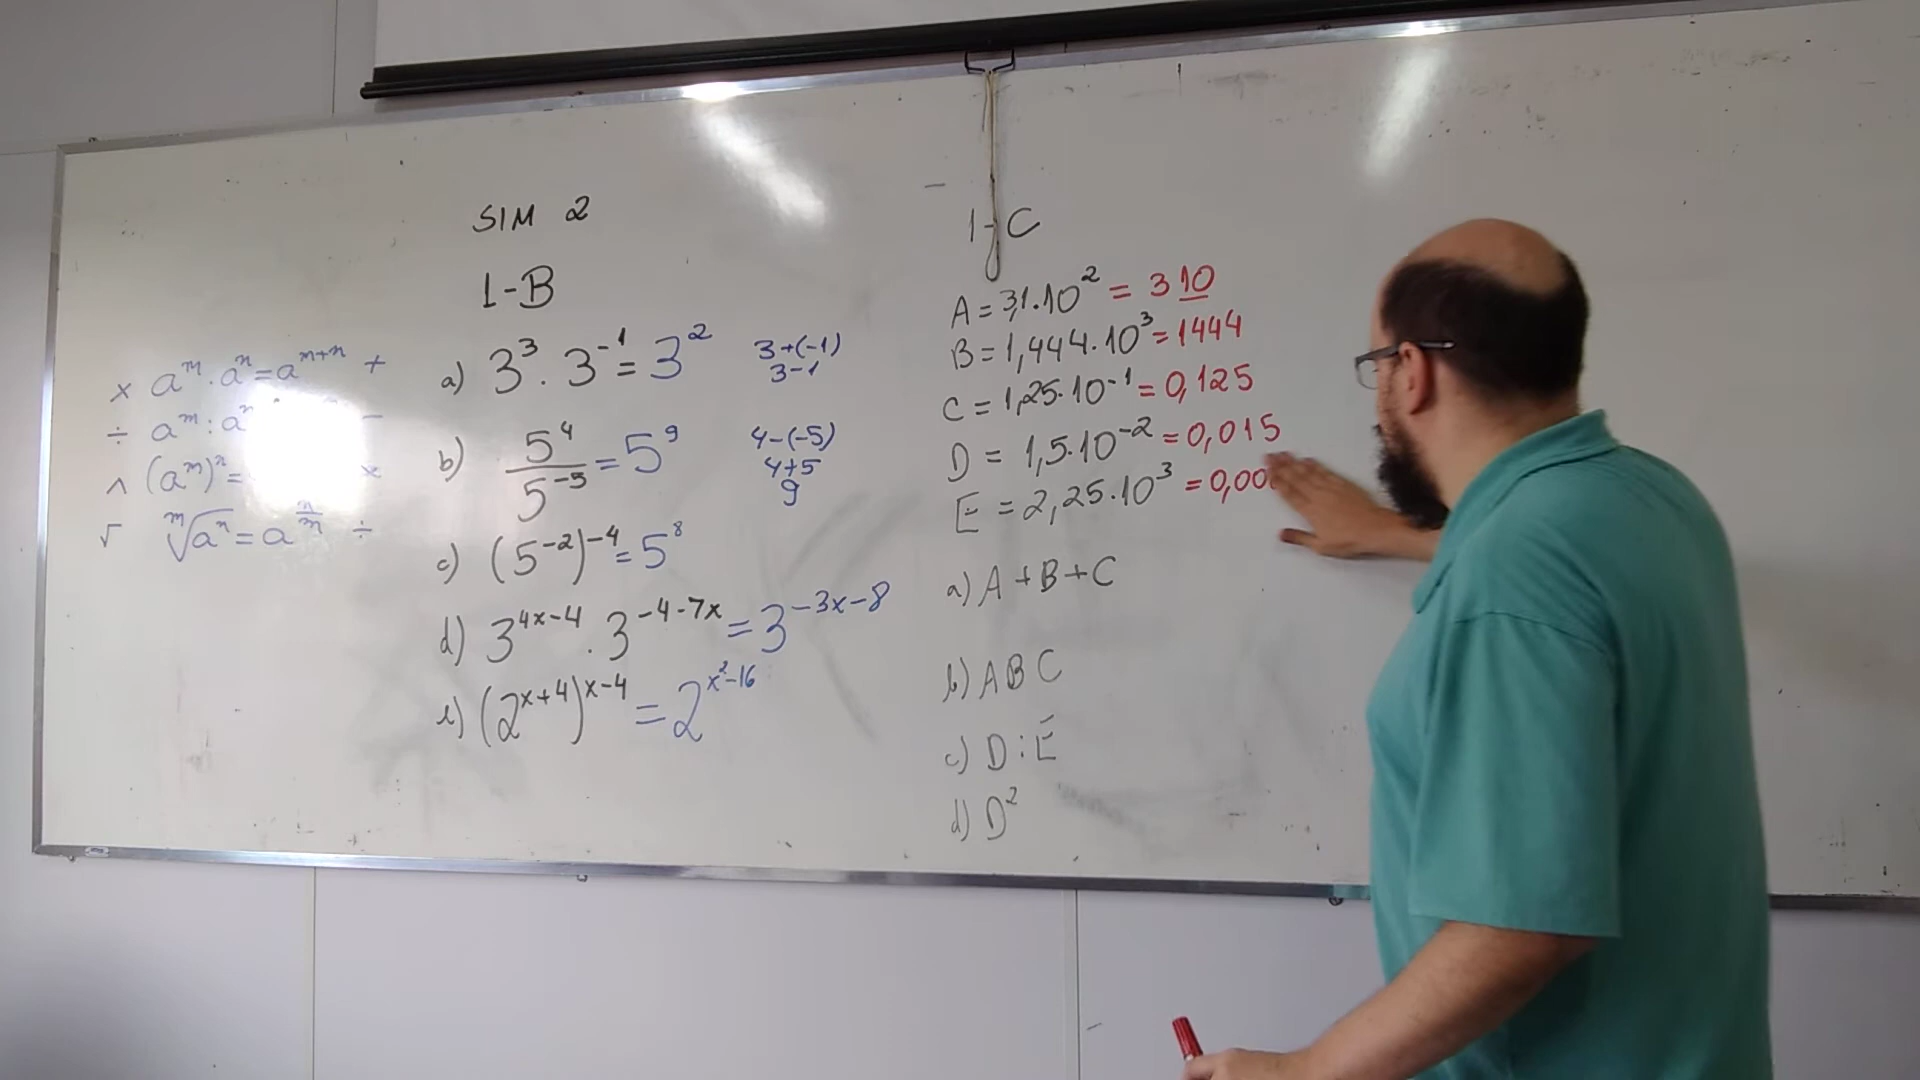 SIM 2
1-B
x a^m . a^n = a^{m+n} +
÷ a^m : a^n −
^ (a^m)^n = x
√ ^m√a^n = a^{n/m} ÷
a) 3^3 . 3^{-1} = 3^2 3+(-1)
3-1
b) 5^4 / 5^{-5} = 5^9 4-(-5)
4+5
9
c) (5^{-2})^{-4} = 5^8
d) 3^{4x-4} . 3^{-4-7x} = 3^{-3x-8}
e) (2^{x+4})^{x-4} = 2^{x^2-16}
1-C
A = 3,1.10^2 = 310
B = 1,444.10^3 = 1444
C = 1,25.10^{-1} = 0,125
D = 1,5.10^{-2} = 0,015
E = 2,25.10^3 = 0,00
a) A+B+C
b) ABC
c) D:E
d) D^2